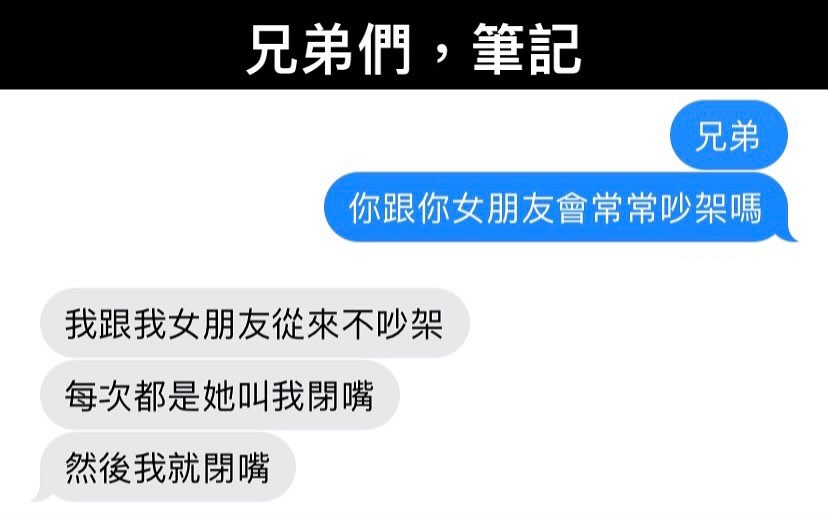 兄弟們，筆記
兄弟
你跟你女朋友會常常吵架嗎
我跟我女朋友從來不吵架
每次都是她叫我閉嘴
然後我就閉嘴